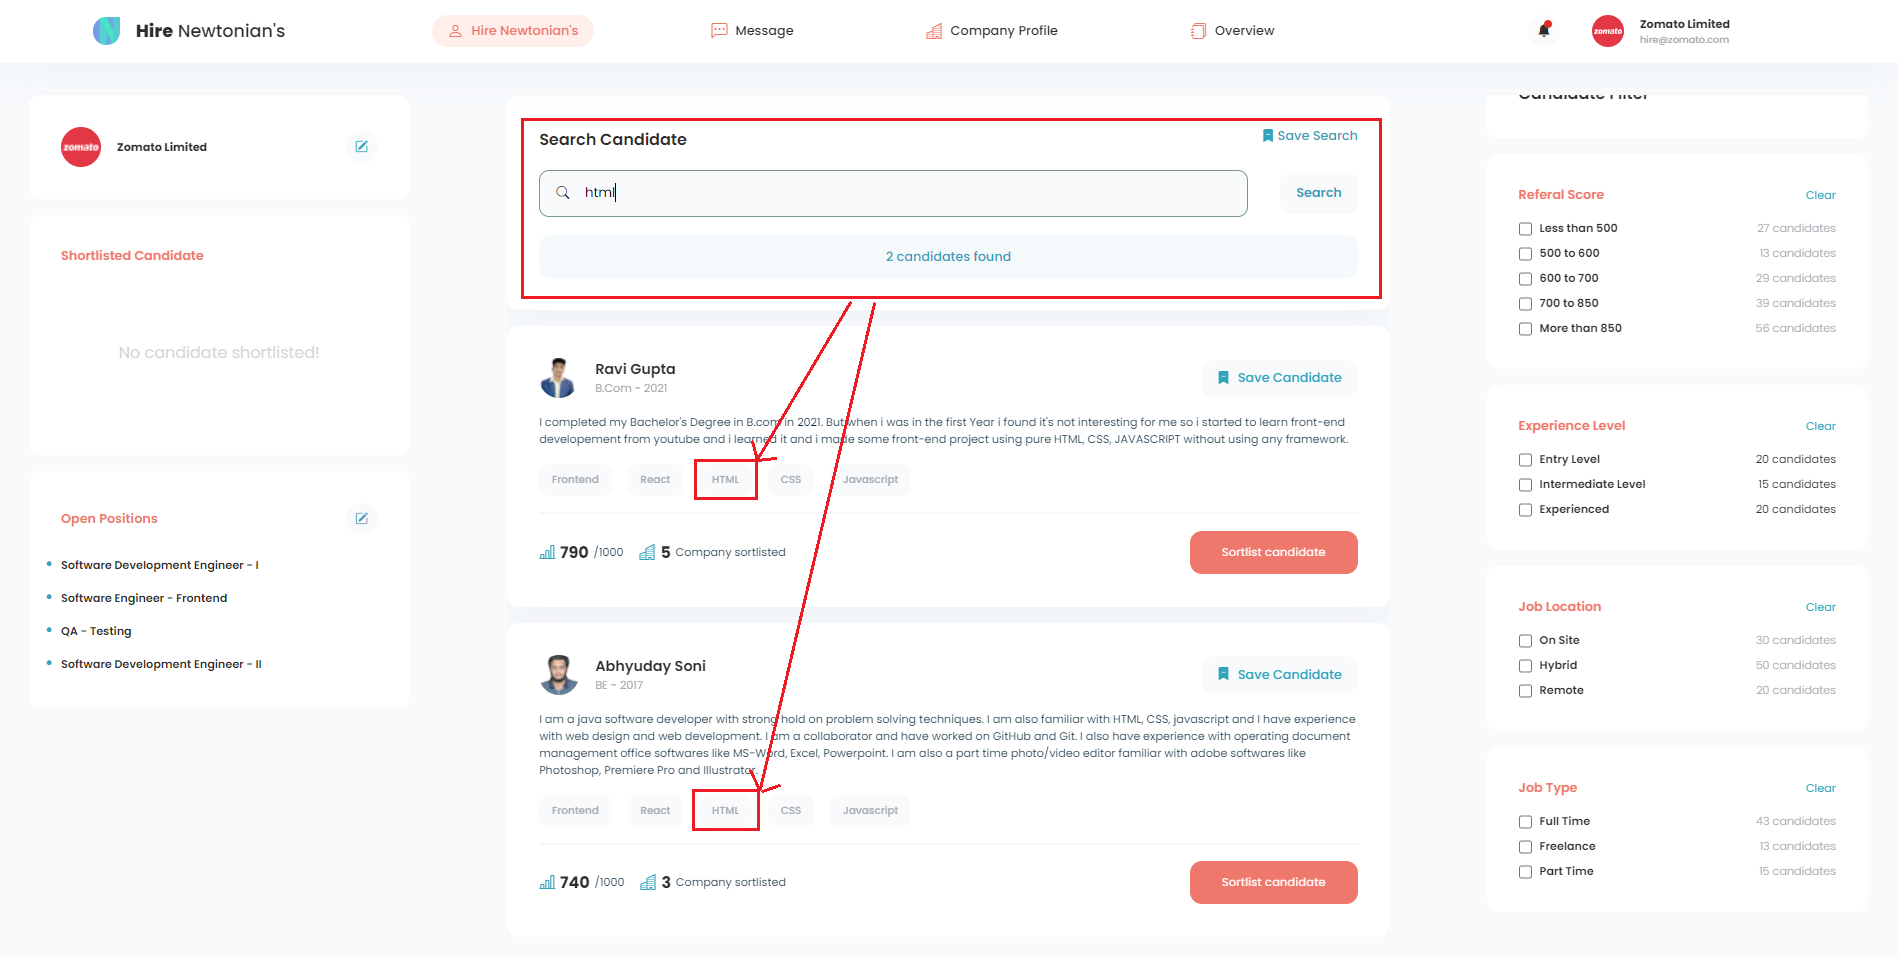 Hire Newtonian's
Hire Newtonian's
Message
Company Profile
Overview
zomato
Zomato Limited
hire@zomato.com
zomato
Zomato Limited
Shortlisted Candidate
No candidate shortlisted!
Open Positions
Software Development Engineer - I
Software Engineer - Frontend
QA - Testing
Software Development Engineer - II
Search Candidate
Save Search
html
Search
2 candidates found
Ravi Gupta
B.Com - 2021
Save Candidate
I completed my Bachelor's Degree in B.com in 2021. But when i was in the first Year i found it's not interesting for me so i started to learn front-end
developement from youtube and i learned it and i made some front-end project using pure HTML, CSS, JAVASCRIPT without using any framework.
Frontend React HTML CSS Javascript
790 /1000 5 Company sortlisted
Sortlist candidate
Abhyuday Soni
BE - 2017
Save Candidate
I am a java software developer with strong hold on problem solving techniques. I am also familiar with HTML, CSS, javascript and I have experience
with web design and web development. I am a collaborator and have worked on GitHub and Git. I also have experience with operating document
management office softwares like MS-Word, Excel, Powerpoint. I am also a part time photo/video editor familiar with adobe softwares like
Photoshop, Premiere Pro and Illustrator.
Frontend React HTML CSS Javascript
740 /1000 3 Company sortlisted
Sortlist candidate
Candidate Filter
Referal Score Clear
Less than 500 27 candidates
500 to 600 13 candidates
600 to 700 29 candidates
700 to 850 39 candidates
More than 850 56 candidates
Experience Level Clear
Entry Level 20 candidates
Intermediate Level 15 candidates
Experienced 20 candidates
Job Location Clear
On Site 30 candidates
Hybrid 50 candidates
Remote 20 candidates
Job Type Clear
Full Time 43 candidates
Freelance 13 candidates
Part Time 15 candidates